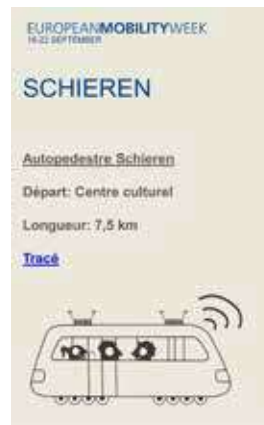 EUROPEANMOBILITYWEEK
16-22 SEPTEMBER
SCHIEREN
Autopedestre Schieren
Départ: Centre culturel
Longueur: 7,5 km
Tracé